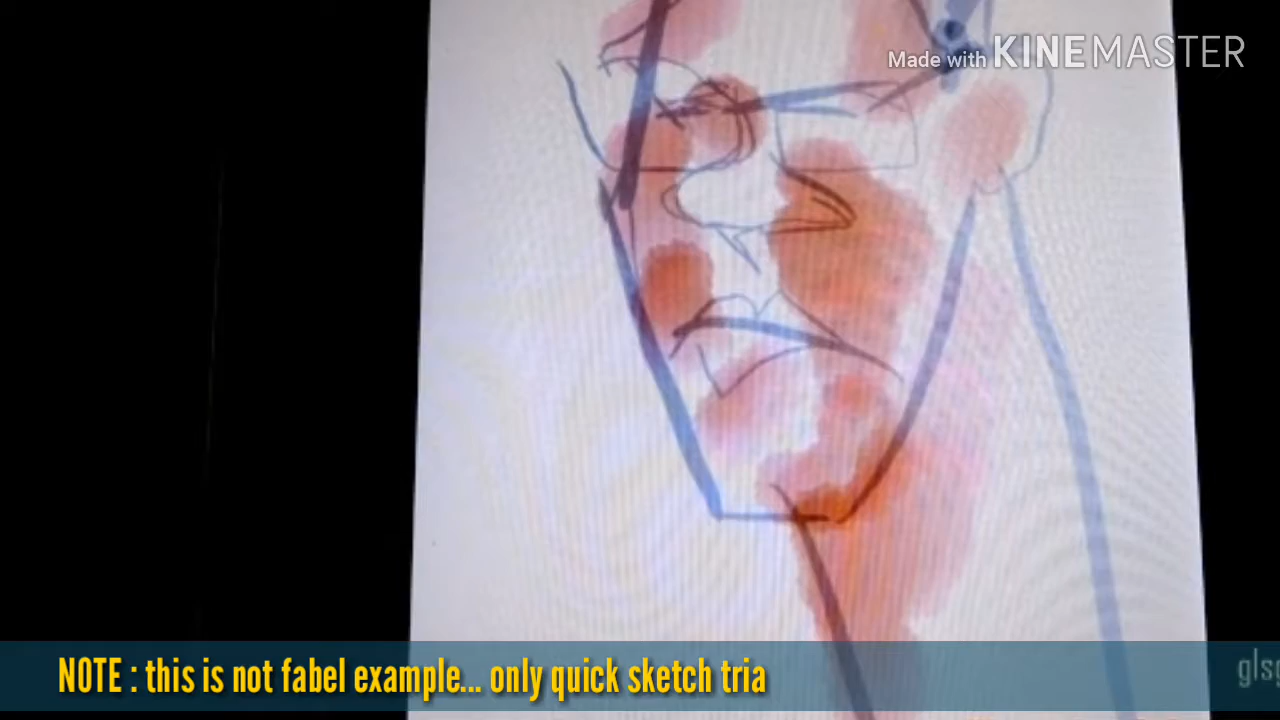 Made with KINEMASTER
NOTE : this is not fabel example... only quick sketch tria